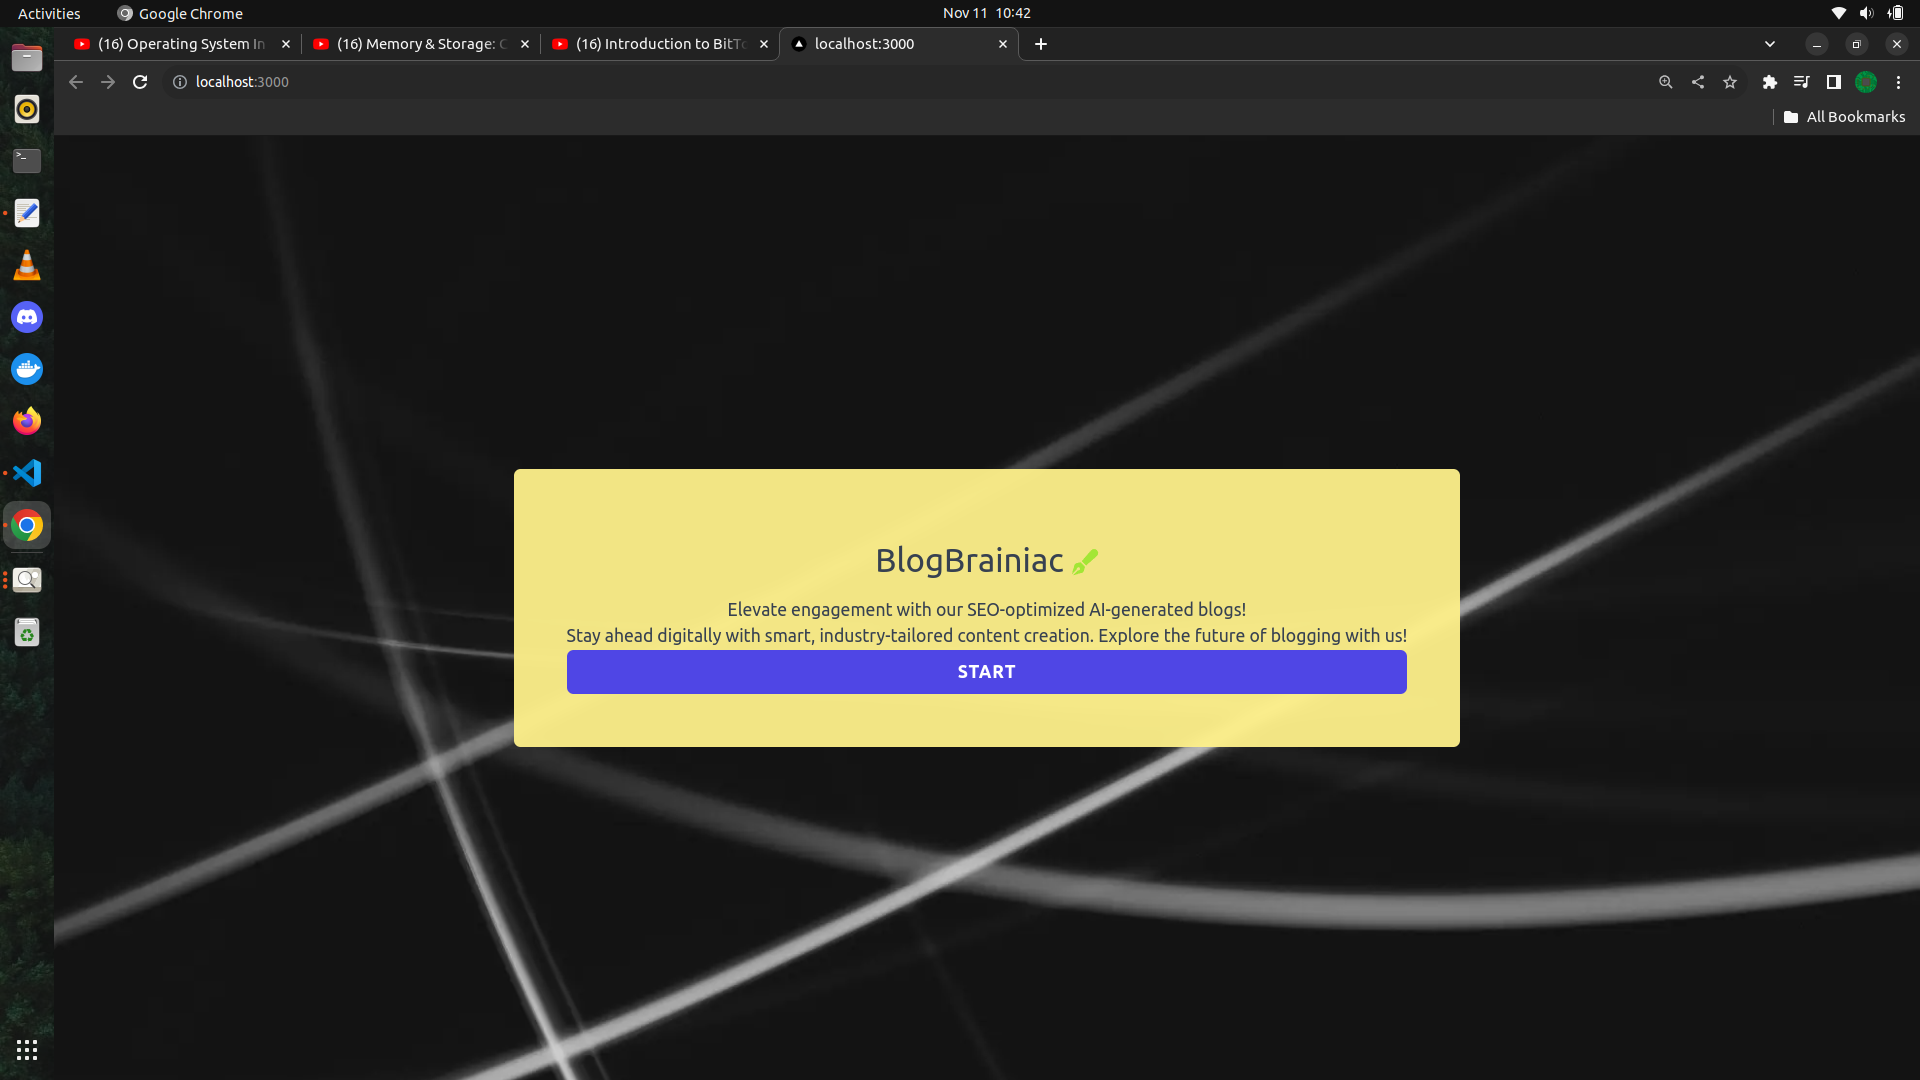 Activities
Google Chrome
Nov 11 10:42
(16) Operating System In
(16) Memory & Storage: C
(16) Introduction to BitTo
localhost:3000
localhost:3000
All Bookmarks
BlogBrainiac
Elevate engagement with our SEO-optimized AI-generated blogs!
Stay ahead digitally with smart, industry-tailored content creation. Explore the future of blogging with us!
START